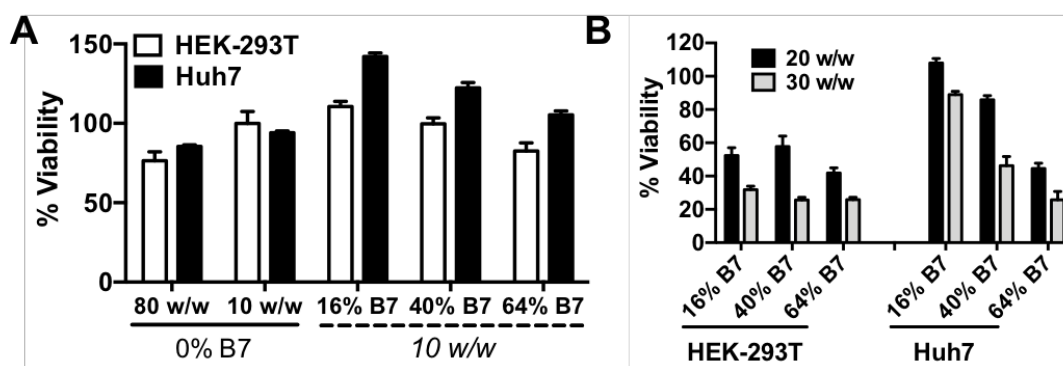 A
HEK-293T
Huh7
% Viability
150
100
50
0
80 w/w 10 w/w 16% B7 40% B7 64% B7
0% B7 10 w/w
B
20 w/w
30 w/w
% Viability
120
100
80
60
40
20
0
16% B7 40% B7 64% B7 16% B7 40% B7 64% B7
HEK-293T Huh7